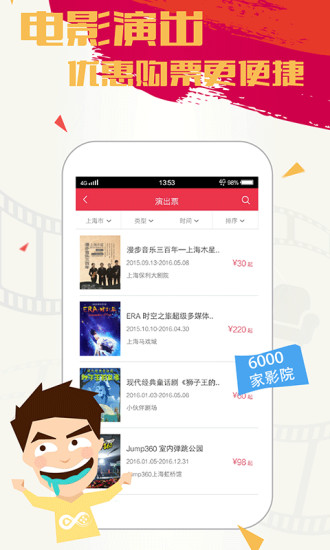 电影演出
优惠购票更便捷
4G 13:53 98%
演出票
上海市 类型 时间 排序
漫步音乐三百年—上海木星..
2015.09.13-2016.05.08
上海保利大剧院
¥30起
ERA 时空之旅超级多媒体..
2015.10.10-2016.04.30
上海马戏城
¥220起
现代经典童话剧《狮子王的..
2016.01.09-2016.05.08
小伙伴剧场
Jump360 室内弹跳公园
2016.01.05-2016.12.31
Jump360上海虹桥馆
¥98起
6000
家影院